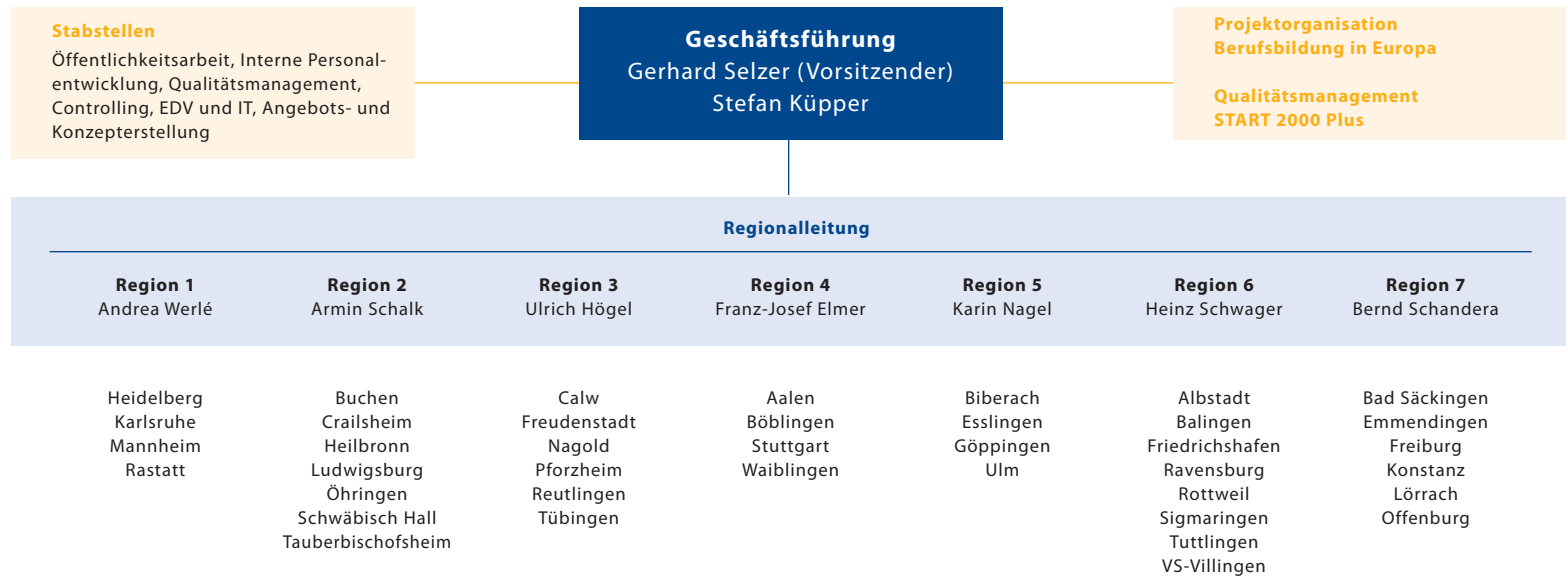 Stabstellen
Öffentlichkeitsarbeit, Interne Personal-
entwicklung, Qualitätsmanagement,
Controlling, EDV und IT, Angebots- und
Konzepterstellung
Geschäftsführung
Gerhard Selzer (Vorsitzender)
Stefan Küpper
Projektorganisation
Berufsbildung in Europa
Qualitätsmanagement
START 2000 Plus
Regionalleitung
Region 1
Andrea Werlé
Region 2
Armin Schalk
Region 3
Ulrich Högel
Region 4
Franz-Josef Elmer
Region 5
Karin Nagel
Region 6
Heinz Schwager
Region 7
Bernd Schandera
Heidelberg
Karlsruhe
Mannheim
Rastatt
Buchen
Crailsheim
Heilbronn
Ludwigsburg
Öhringen
Schwäbisch Hall
Tauberbischofsheim
Calw
Freudenstadt
Nagold
Pforzheim
Reutlingen
Tübingen
Aalen
Böblingen
Stuttgart
Waiblingen
Biberach
Esslingen
Göppingen
Ulm
Albstadt
Balingen
Friedrichshafen
Ravensburg
Rottweil
Sigmaringen
Tuttlingen
VS-Villingen
Bad Säckingen
Emmendingen
Freiburg
Konstanz
Lörrach
Offenburg